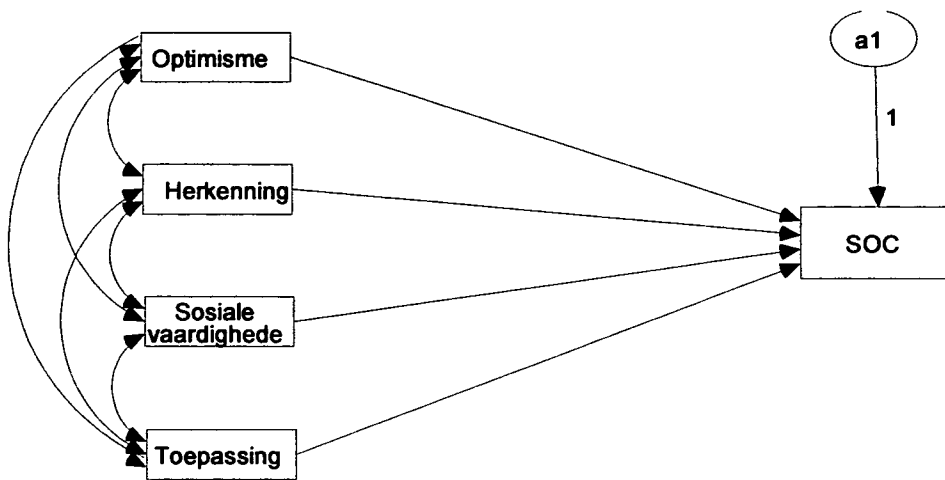 a1
Optimisme
1
Herkenning
SOC
Sosiale
vaardighede
Toepassing